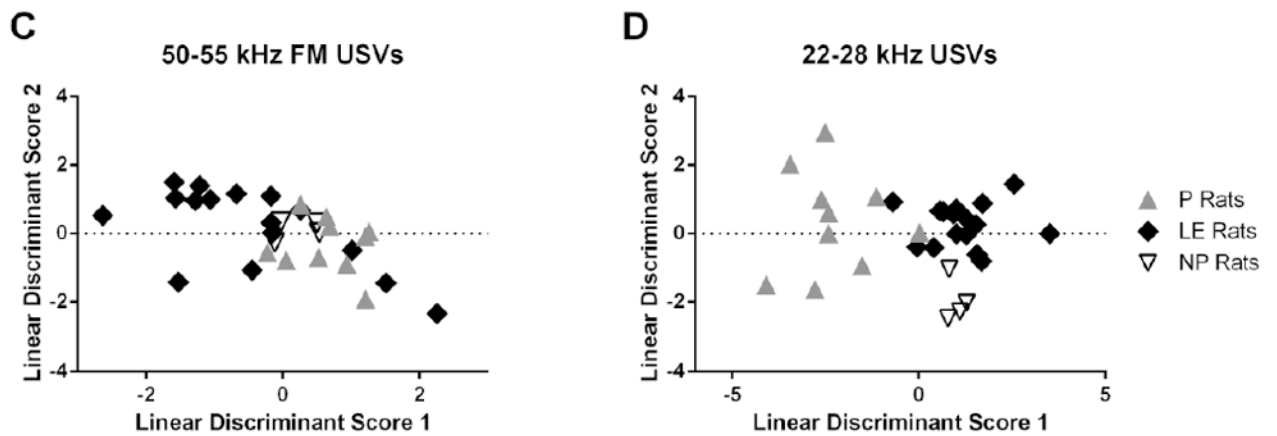 C
50-55 kHz FM USVs
Linear Discriminant Score 2
4
2
0
-2
-4
-2
0
2
Linear Discriminant Score 1
D
22-28 kHz USVs
Linear Discriminant Score 2
4
2
0
-2
-4
-5
0
5
Linear Discriminant Score 1
P Rats
LE Rats
NP Rats